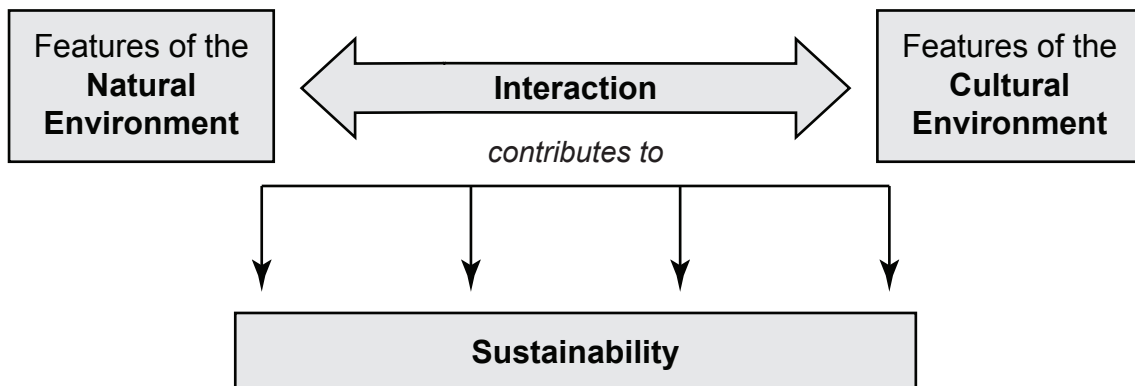 Features of the
Natural
Environment
Interaction
Features of the
Cultural
Environment
contributes to
Sustainability